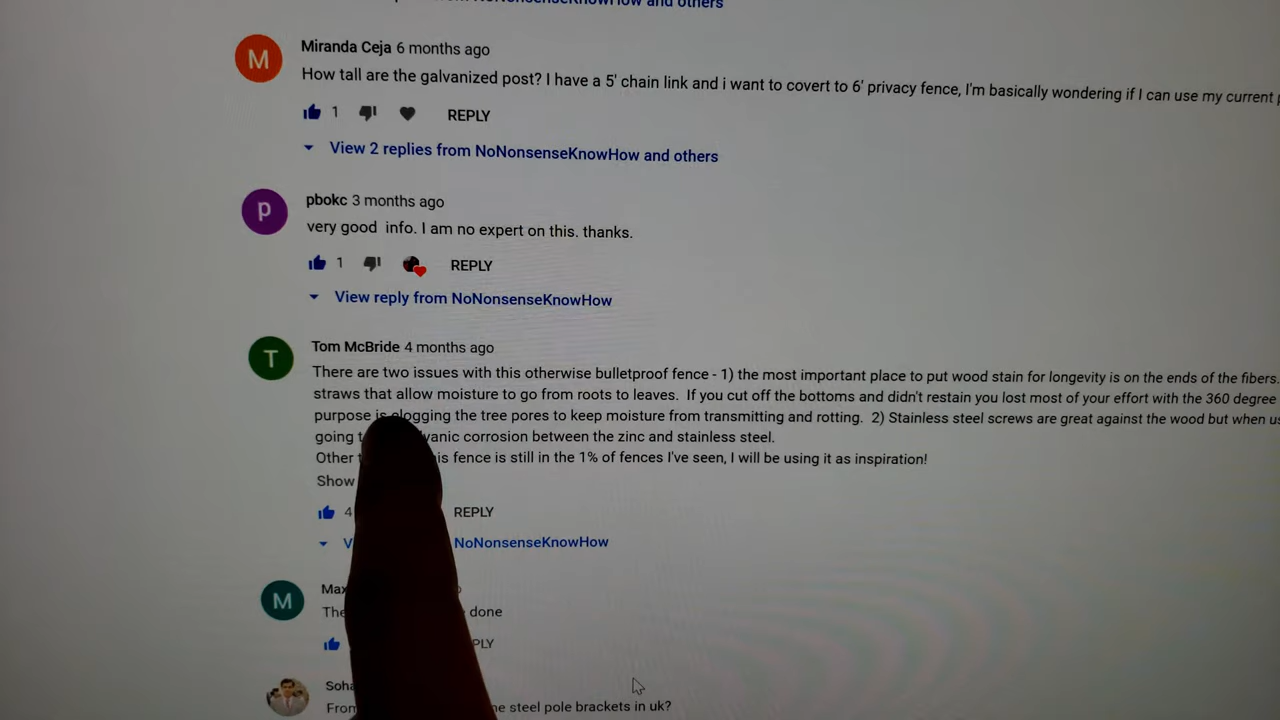 NoNonsenseKnowHow and others
Miranda Ceja 6 months ago
M
How tall are the galvanized post? I have a 5' chain link and i want to covert to 6' privacy fence, I'm basically wondering if I can use my current
1 REPLY
View 2 replies from NoNonsenseKnowHow and others
pbokc 3 months ago
p
very good info. I am no expert on this. thanks.
1 REPLY
View reply from NoNonsenseKnowHow
Tom McBride 4 months ago
T
There are two issues with this otherwise bulletproof fence - 1) the most important place to put wood stain for longevity is on the ends of the fibers.
straws that allow moisture to go from roots to leaves. If you cut off the bottoms and didn't restain you lost most of your effort with the 360 degree
purpose is clogging the tree pores to keep moisture from transmitting and rotting. 2) Stainless steel screws are great against the wood but when
going corrosion between the zinc and stainless steel.
Other fence is still in the 1% of fences I've seen, I will be using it as inspiration!
Show
4 REPLY
NoNonsenseKnowHow
M
done
steel pole brackets in uk?